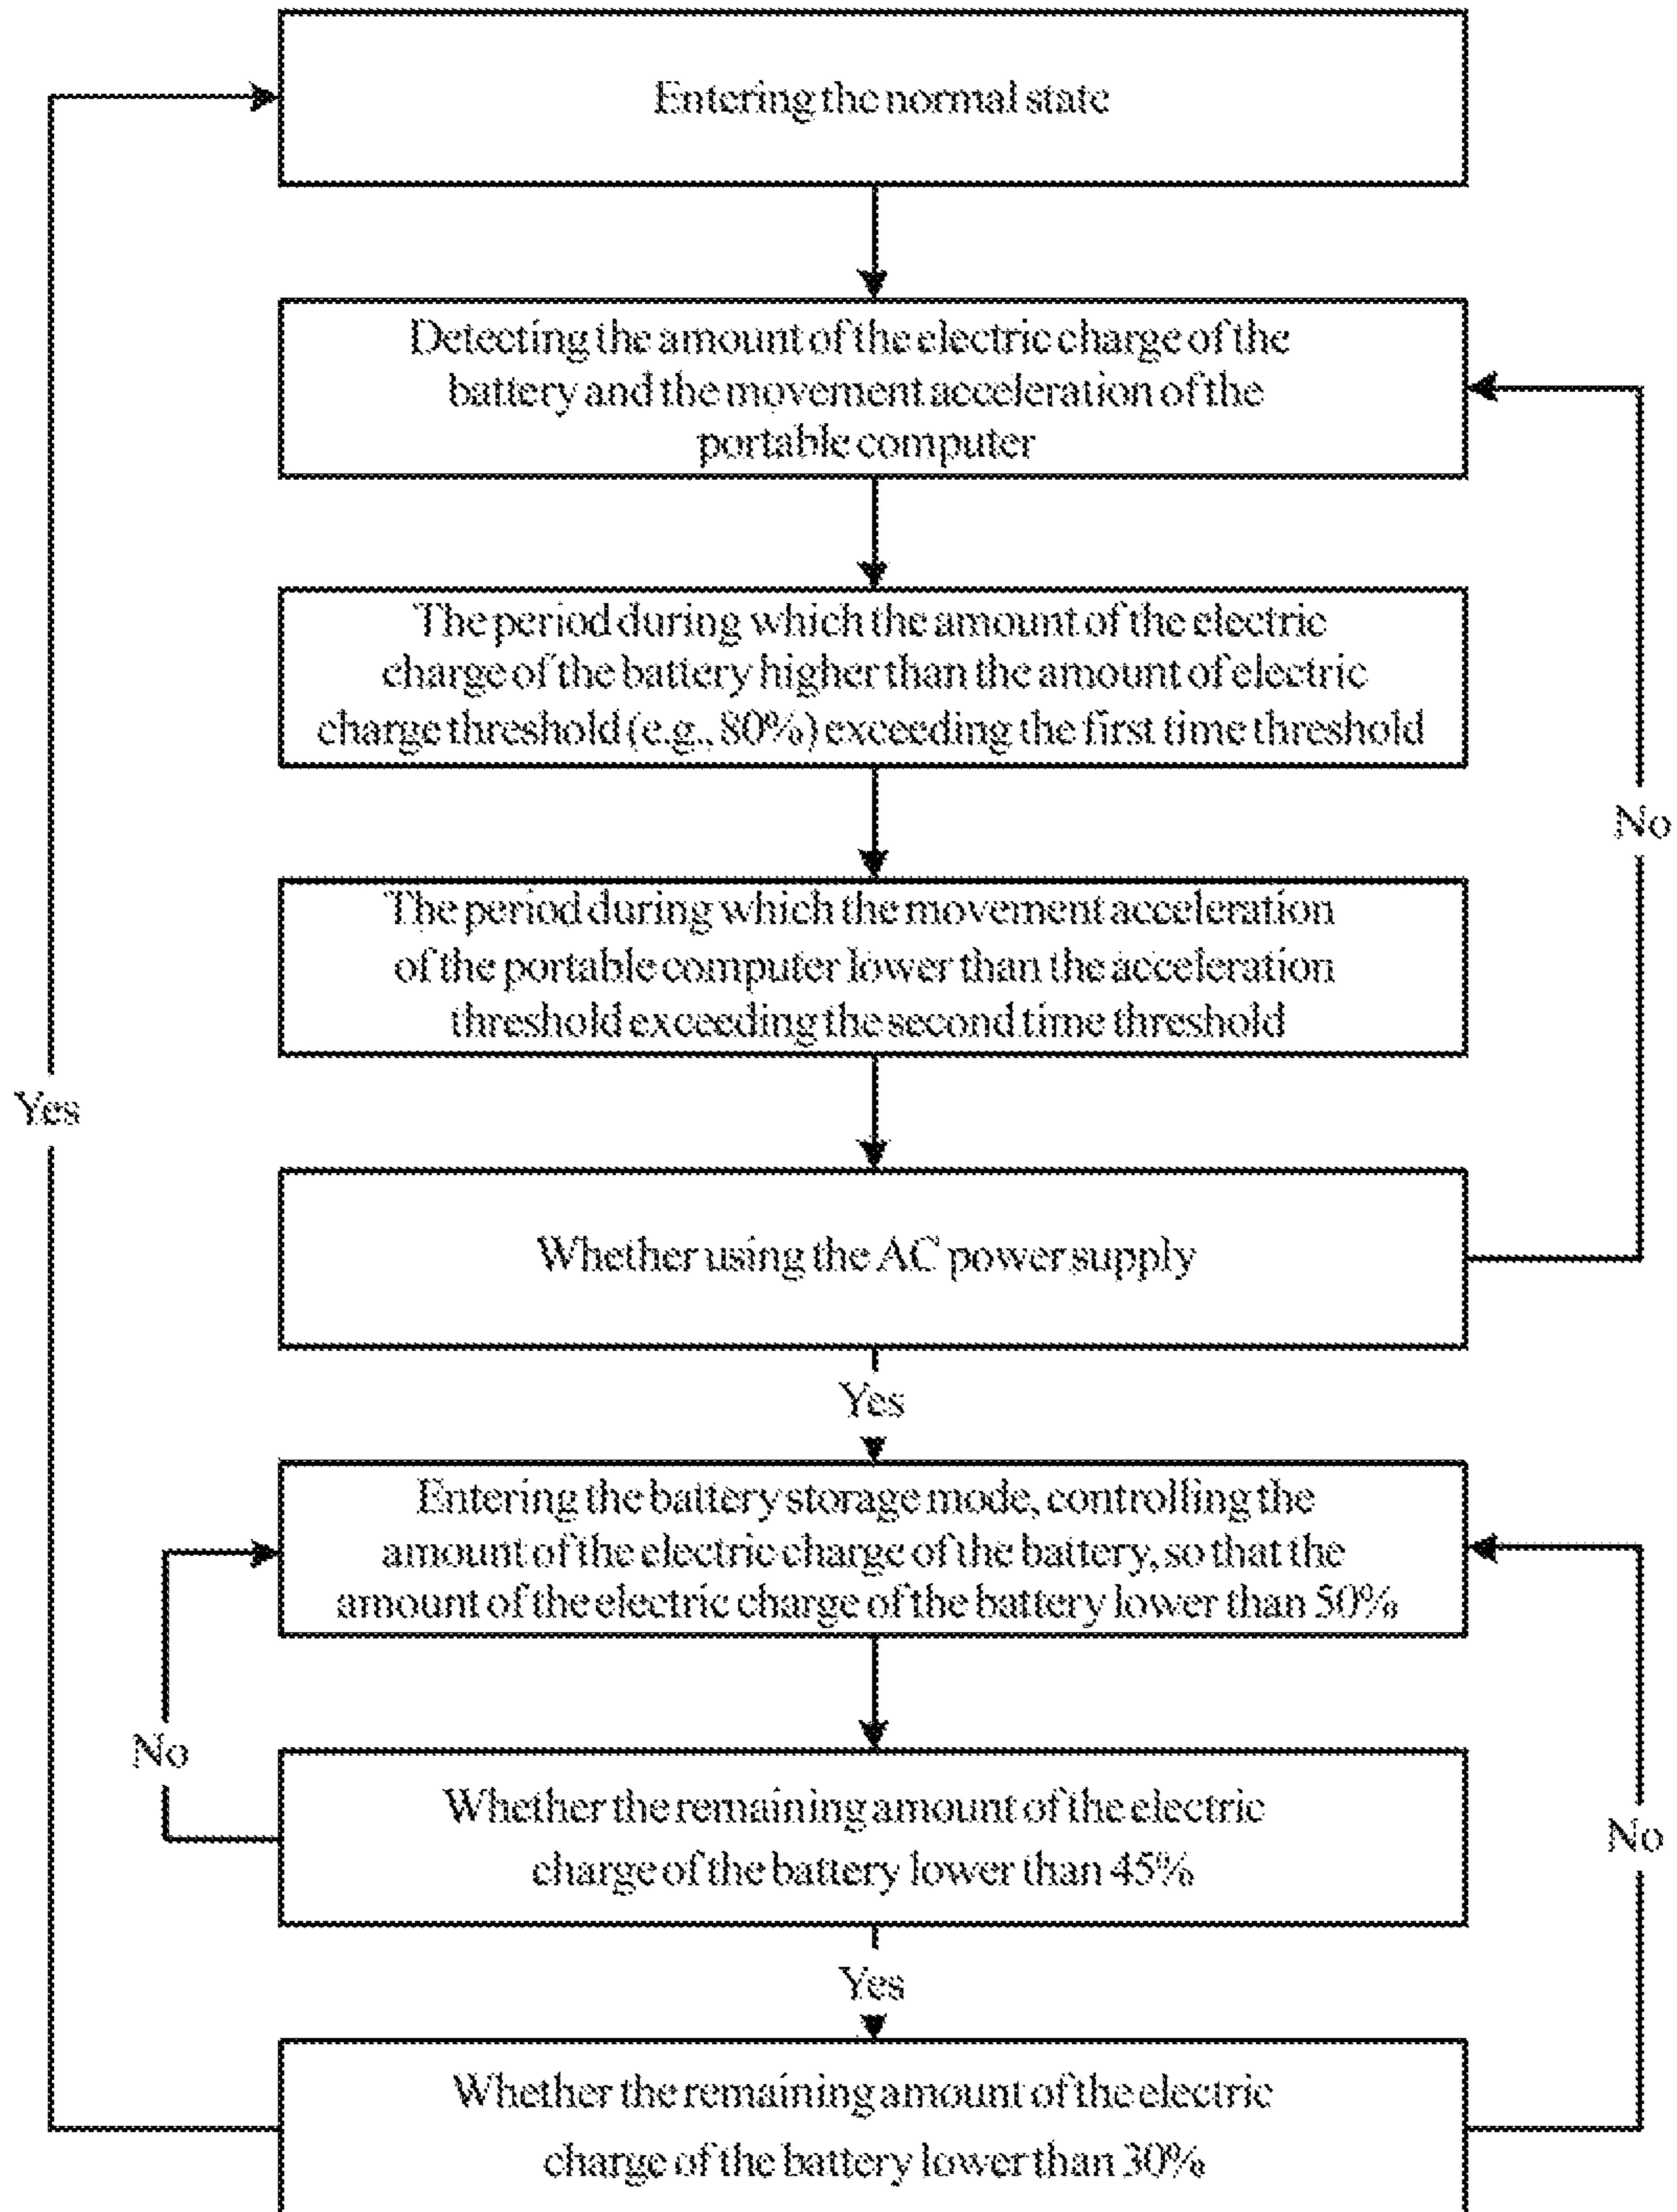 Entering the normal state
Detecting the amount of the electric charge of the
battery and the movement acceleration of the
portable computer
The period during which the amount of the electric
charge of the battery higher than the amount of electric
charge threshold (e.g., 80%) exceeding the first time threshold
No
The period during which the movement acceleration
of the portable computer lower than the acceleration
threshold exceeding the second time threshold
Yes
Whether using the AC power supply
Yes
Entering the battery storage mode, controlling the
amount of the electric charge of the battery, so that the
amount of the electric charge of the battery lower than 50%
No
Whether the remaining amount of the electric
charge of the battery lower than 45%
No
Yes
Whether the remaining amount of the electric
charge of the battery lower than 30%